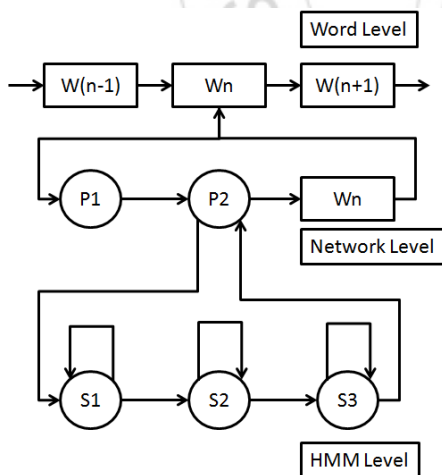 Word Level
W(n-1)
Wn
W(n+1)
P1
P2
Wn
Network Level
S1
S2
S3
HMM Level